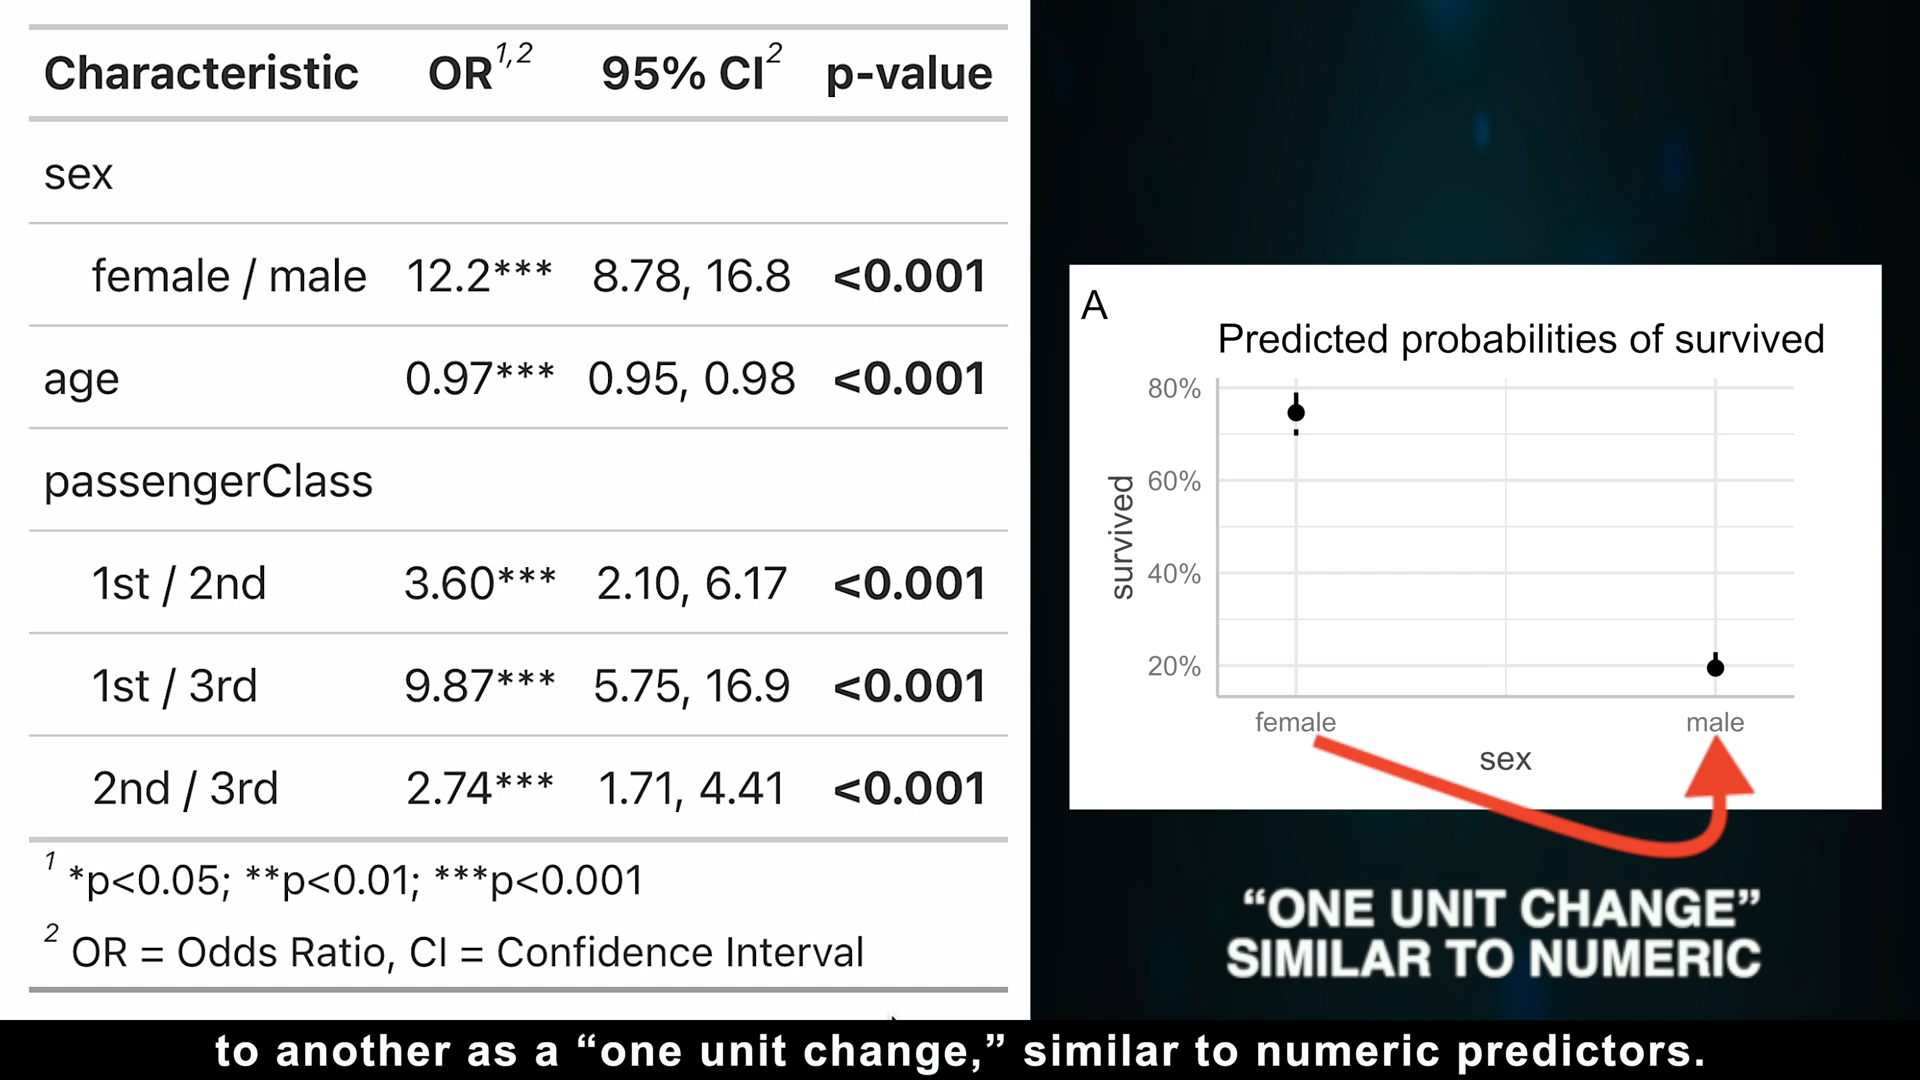 Characteristic OR1,2 95% CI2 p-value
sex
female / male 12.2*** 8.78, 16.8 <0.001
age 0.97*** 0.95, 0.98 <0.001
passengerClass
1st / 2nd 3.60*** 2.10, 6.17 <0.001
1st / 3rd 9.87*** 5.75, 16.9 <0.001
2nd / 3rd 2.74*** 1.71, 4.41 <0.001
1 *p<0.05; **p<0.01; ***p<0.001
2 OR = Odds Ratio, CI = Confidence Interval
A
Predicted probabilities of survived
80%
60%
40%
20%
survived
female male
sex
“ONE UNIT CHANGE”
SIMILAR TO NUMERIC
to another as a “one unit change,” similar to numeric predictors.